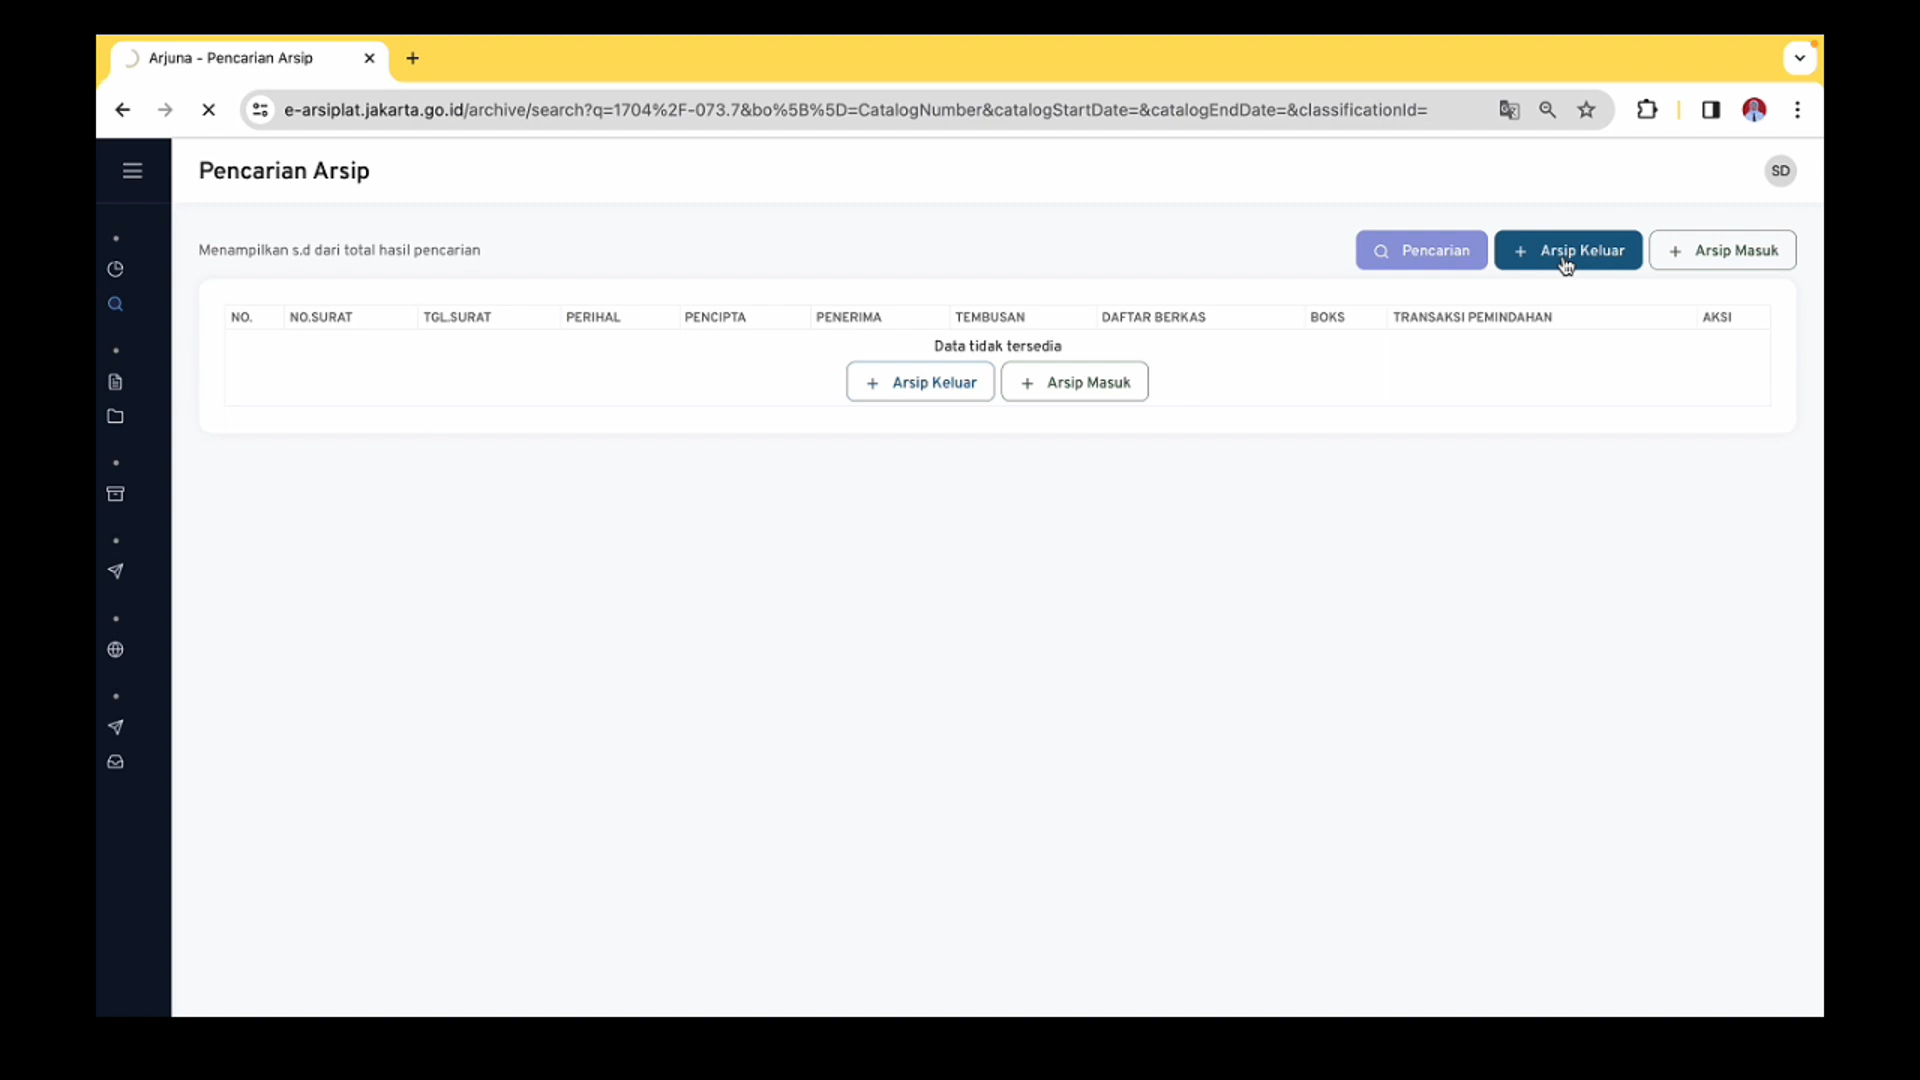 Arjuna - Pencarian Arsip
e-arsiplat.jakarta.go.id/archive/search?q=1704%2F-073.7&bo%5B%5D=CatalogNumber&catalogStartDate=&catalogEndDate=&classificationId=
Pencarian Arsip
SD
Menampilkan s.d dari total hasil pencarian
Pencarian
+ Arsip Keluar
+ Arsip Masuk
NO. NO.SURAT TGL.SURAT PERIHAL PENCIPTA PENERIMA TEMBUSAN DAFTAR BERKAS BOKS TRANSAKSI PEMINDAHAN AKSI
Data tidak tersedia
+ Arsip Keluar
+ Arsip Masuk